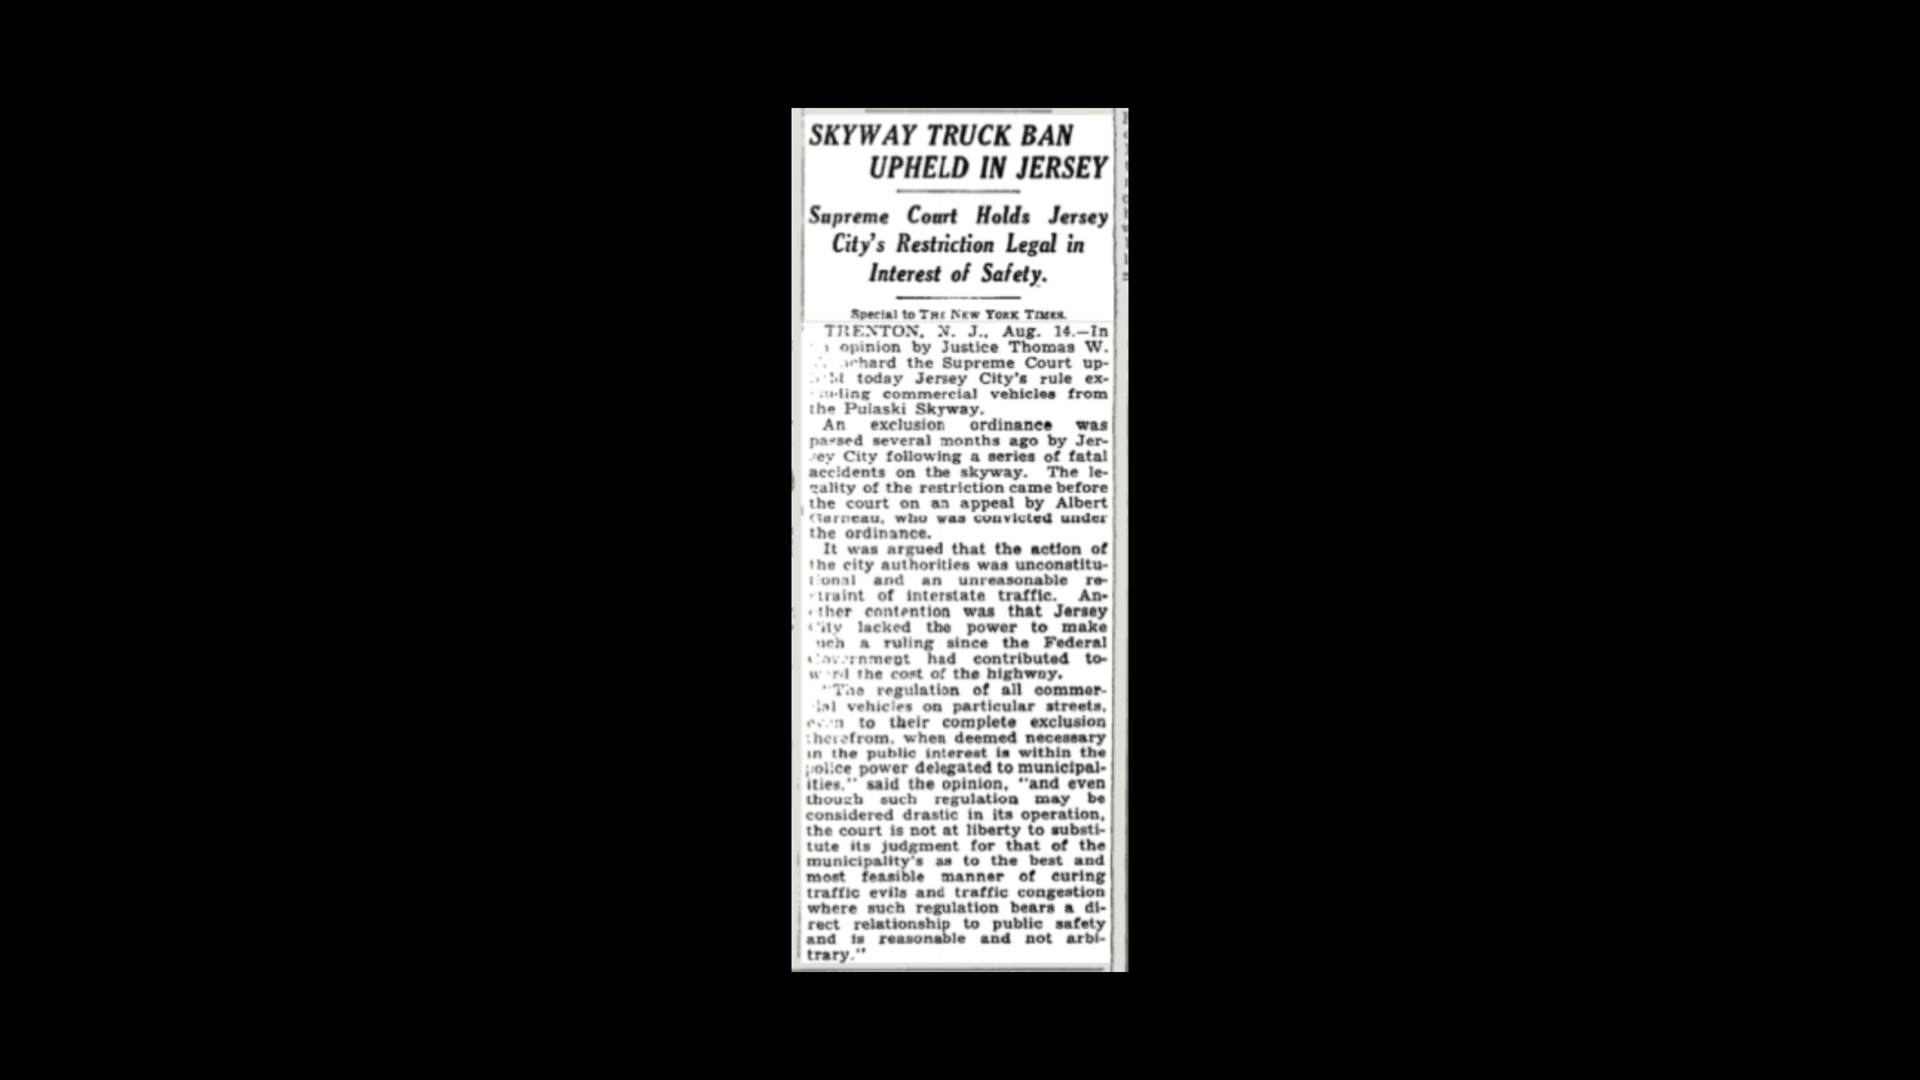 SKYWAY TRUCK BAN
UPHELD IN JERSEY
Supreme Court Holds Jersey
City's Restriction Legal in
Interest of Safety.
Special to THE NEW YORK TIMES.
TRENTON, N. J., Aug. 14.—In
opinion by Justice Thomas W.
the Supreme Court up-
today Jersey City's rule ex-
commercial vehicles from
the Pulaski Skyway.
An exclusion ordinance was
passed several months ago by Jer-
sey City following a series of fatal
accidents on the skyway. The le-
gality of the restriction came before
the court on an appeal by Albert
Garneau, who was convicted under
the ordinance.
It was argued that the action of
the city authorities was unconstitu-
tional and an unreasonable re-
straint of interstate traffic. An-
other contention was that Jersey
City lacked the power to make
such a ruling since the Federal
Government had contributed to-
ward the cost of the highway.
"The regulation of all commer-
cial vehicles on particular streets,
even to their complete exclusion
therefrom, when deemed necessary
in the public interest is within the
police power delegated to municipal-
ities," said the opinion, "and even
though such regulation may be
considered drastic in its operation,
the court is not at liberty to substi-
tute its judgment for that of the
municipality's as to the best and
most feasible manner of curing
traffic evils and traffic congestion
where such regulation bears a di-
rect relationship to public safety
and is reasonable and not arbi-
trary."